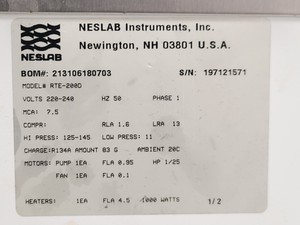 NESLAB Instruments, Inc.
Newington, NH 03801 U.S.A.
NESLAB
BOM#: 213106180703 S/N: 197121571
MODEL# RTE-200D
VOLTS 220-240 HZ 50 PHASE 1
MCA: 7.5
COMPR: RLA 1.6 LRA 13
HI PRESS: 125-145 LOW PRESS: 11
CHARGE: R134A AMOUNT 83 G AMBIENT 20C
MOTORS: PUMP 1EA FLA 0.95 HP 1/25
FAN 1EA FLA 0.1
HEATERS: 1EA FLA 4.5 1000 WATTS 1/2